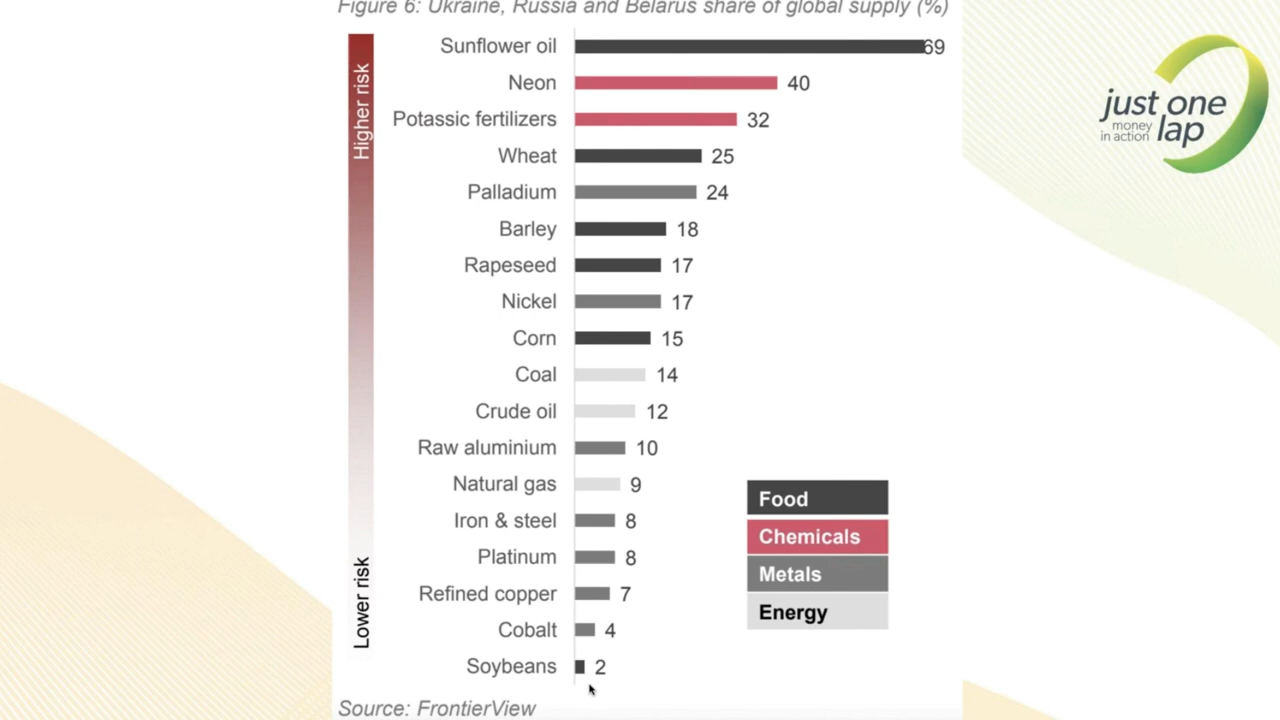 Figure 6: Ukraine, Russia and Belarus share of global supply (%)
Higher risk
Lower risk
Sunflower oil 69
Neon 40
Potassic fertilizers 32
Wheat 25
Palladium 24
Barley 18
Rapeseed 17
Nickel 17
Corn 15
Coal 14
Crude oil 12
Raw aluminium 10
Natural gas 9
Iron & steel 8
Platinum 8
Refined copper 7
Cobalt 4
Soybeans 2
Food
Chemicals
Metals
Energy
Source: FrontierView
just one
money
in action
lap